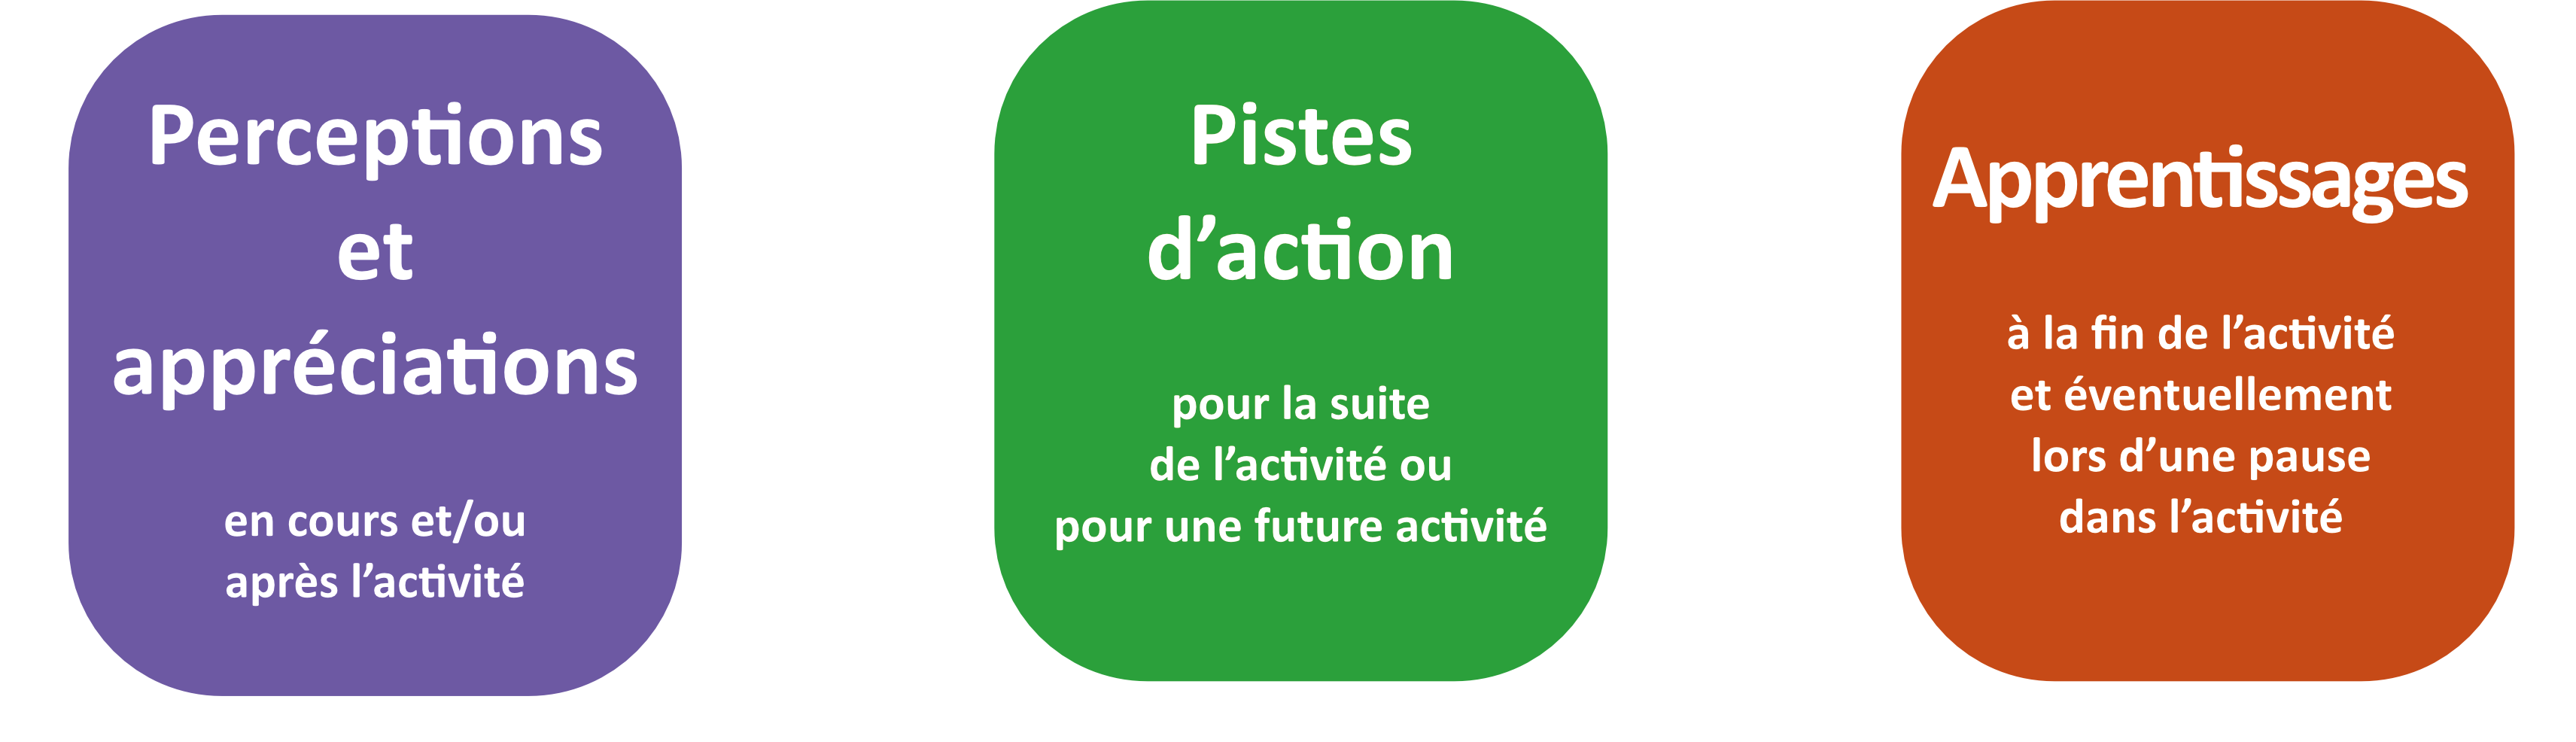 Perceptions
et
appréciations
en cours et/ou
après l’activité
Pistes
d’action
pour la suite
de l’activité ou
pour une future activité
Apprentissages
à la fin de l’activité
et éventuellement
lors d’une pause
dans l’activité